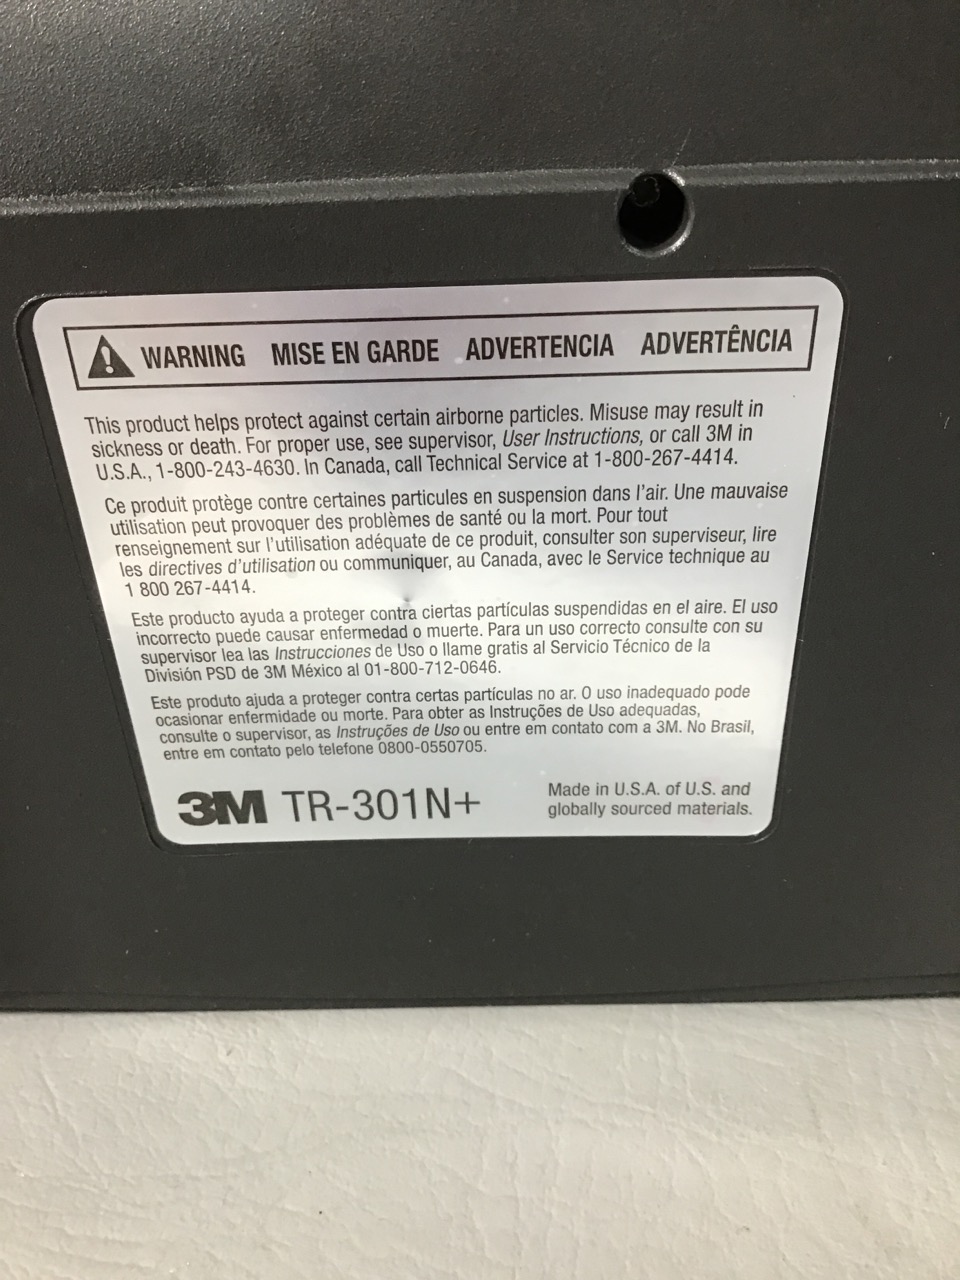 WARNING MISE EN GARDE ADVERTENCIA ADVERTÊNCIA
This product helps protect against certain airborne particles. Misuse may result in
sickness or death. For proper use, see supervisor, User Instructions, or call 3M in
U.S.A., 1-800-243-4630. In Canada, call Technical Service at 1-800-267-4414.
Ce produit protège contre certaines particules en suspension dans l'air. Une mauvaise
utilisation peut provoquer des problèmes de santé ou la mort. Pour tout
renseignement sur l'utilisation adéquate de ce produit, consulter son superviseur, lire
les directives d'utilisation ou communiquer, au Canada, avec le Service technique au
1 800 267-4414.
Este producto ayuda a proteger contra ciertas partículas suspendidas en el aire. El uso
incorrecto puede causar enfermedad o muerte. Para un uso correcto consulte con su
supervisor lea las Instrucciones de Uso o llame gratis al Servicio Técnico de la
División PSD de 3M México al 01-800-712-0646.
Este produto ajuda a proteger contra certas partículas no ar. O uso inadequado pode
ocasionar enfermidade ou morte. Para obter as Instruções de Uso adequadas,
consulte o supervisor, as Instruções de Uso ou entre em contato com a 3M. No Brasil,
entre em contato pelo telefone 0800-0550705.
3M TR-301N+
Made in U.S.A. of U.S. and
globally sourced materials.